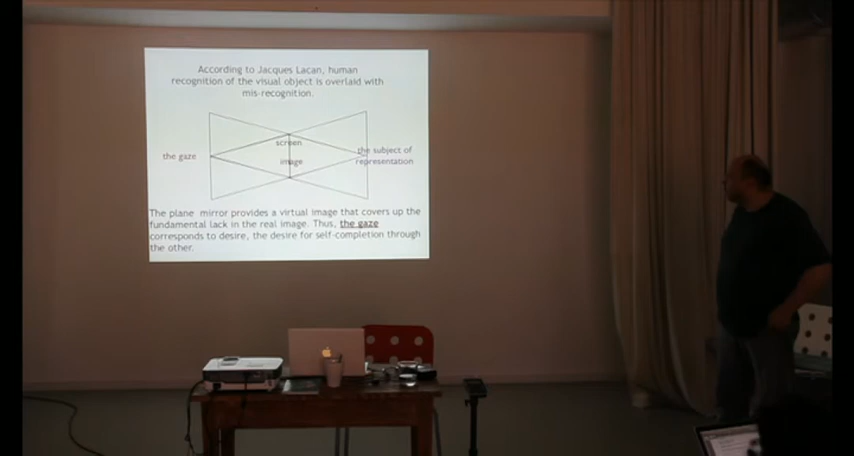 According to Jacques Lacan, human
recognition of the visual object is overlaid with
mis-recognition.
screen
the gaze
the subject of
image
representation
The plane mirror provides a virtual image that covers up the
fundamental lack in the real image. Thus, the gaze
corresponds to desire, the desire for self-completion through
the other.